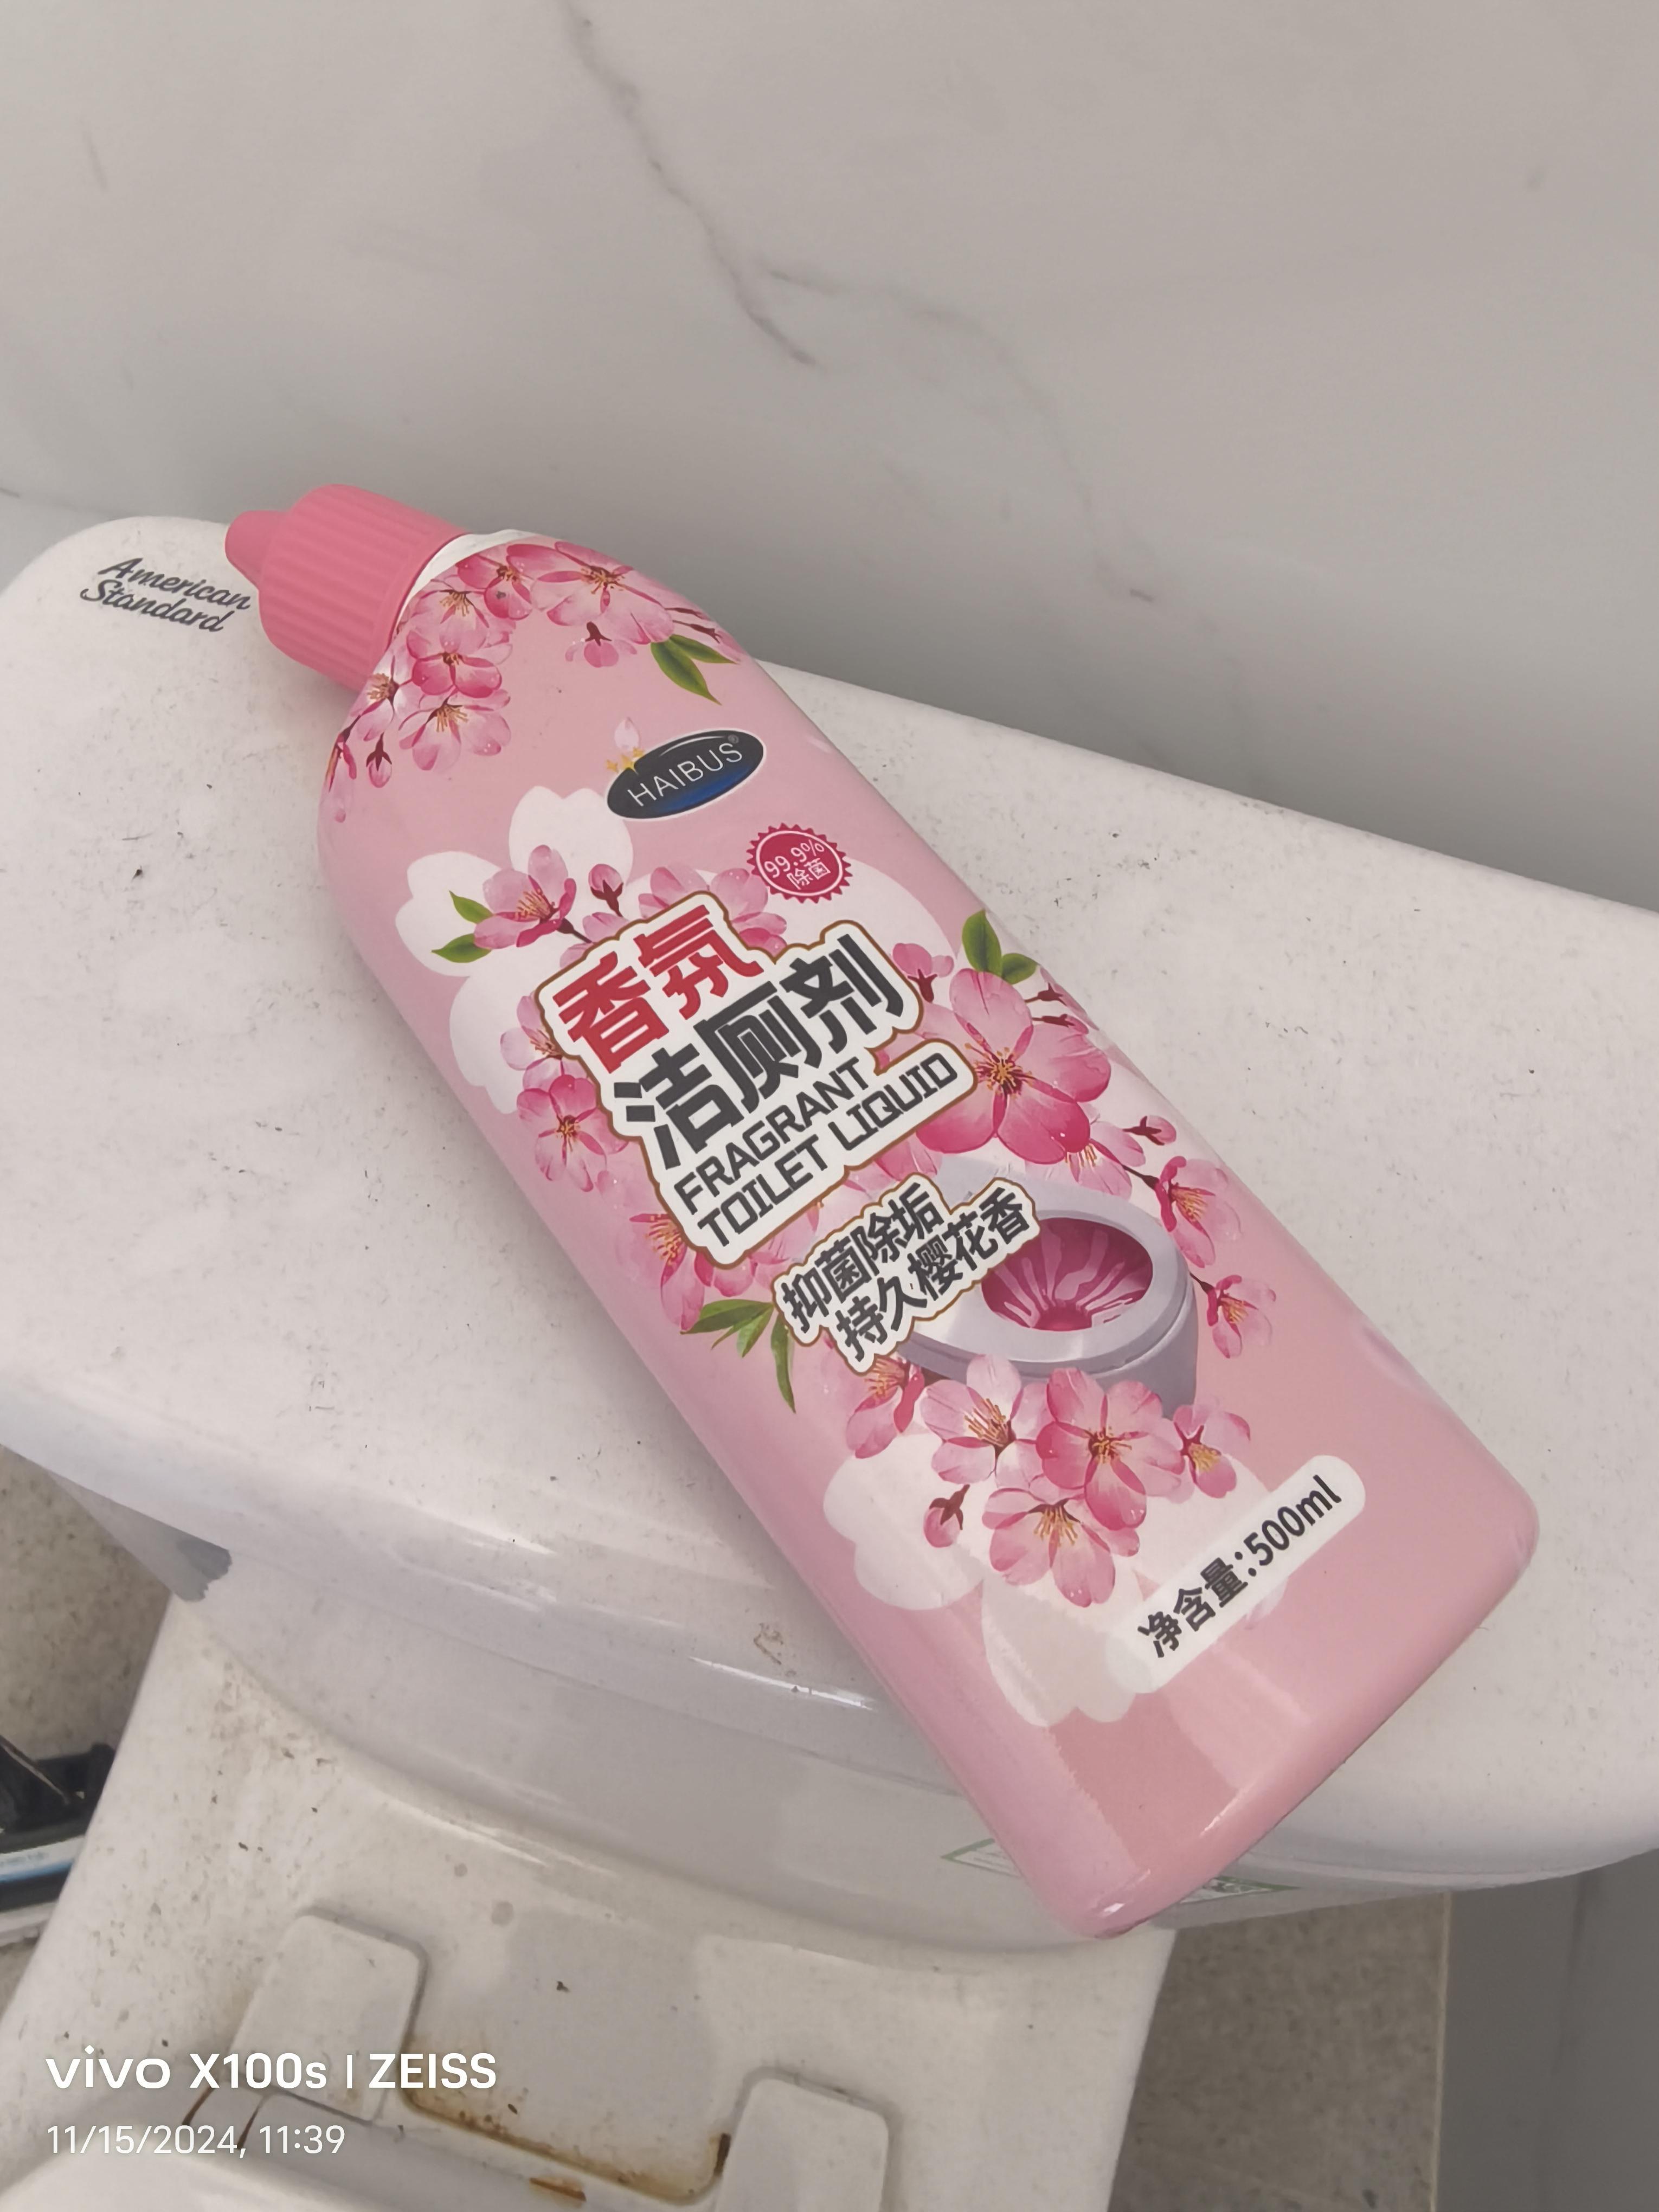 American
Standard
HAIBUS®
99.9%
除菌
香氛
洁厕剂
FRAGRANT
TOILET LIQUID
抑菌除垢
持久樱花香
净含量:500ml
vivo X100s | ZEISS
11/15/2024, 11:39